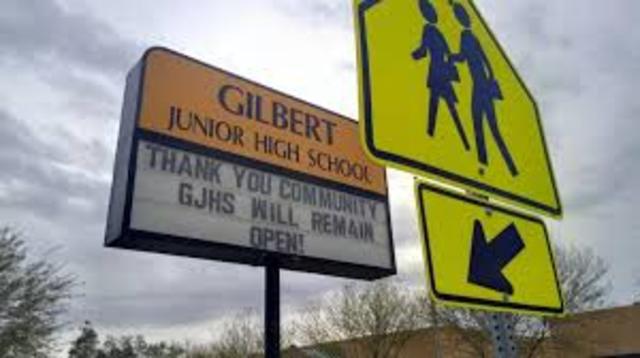 GILBERT
JUNIOR HIGH SCHOOL
THANK YOU COMMUNITY
GJHS WILL REMAIN
OPEN!